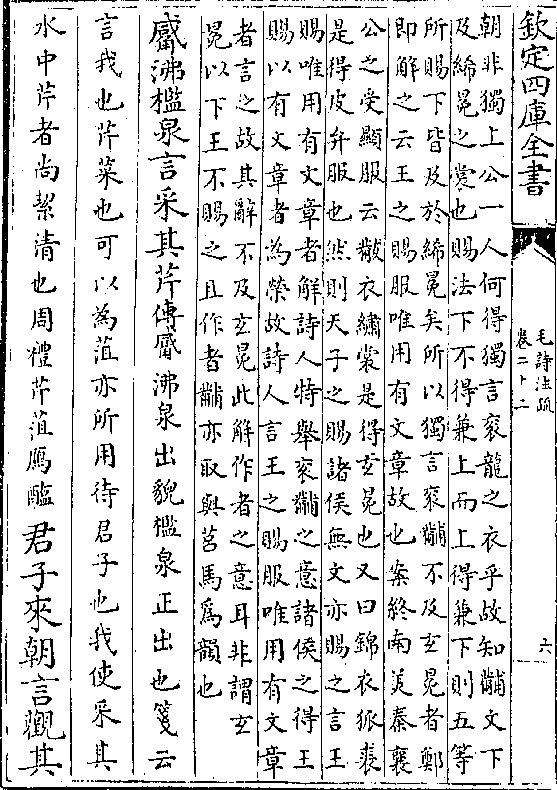 欽定四庫全書
毛詩注疏
卷二十二
六
朝非獨上公一人何得獨言衮龍之衣乎故知黼文下
及絺冕之裳也賜法下不得兼上而上得兼下則五等
所賜下皆及於絺冕矣所以獨言衮黼不及玄冕者鄭
即解之云王之賜服唯用有文章故也案終南美秦襄
公之受顯服云黻衣繡裳是得玄冕也又曰錦衣狐裘
是得皮弁服也然則天子之賜諸侯無文亦賜之言王
賜唯用有文章者解詩人特舉衮黼之意諸侯之得王
賜以有文章者為榮故詩人言王之賜服唯用有文章
者言之故其辭不及玄冕此解作者之意耳非謂玄
冕以下王不賜之且作者黼亦取與筥馬為韻也
觱沸檻泉言采其芹傳觱沸泉出貌檻泉正出也箋云
言我也芹菜也可以為菹亦所用待君子也我使采其
水中芹者尚絜清也周禮芹菹鴈醢君子來朝言觀其